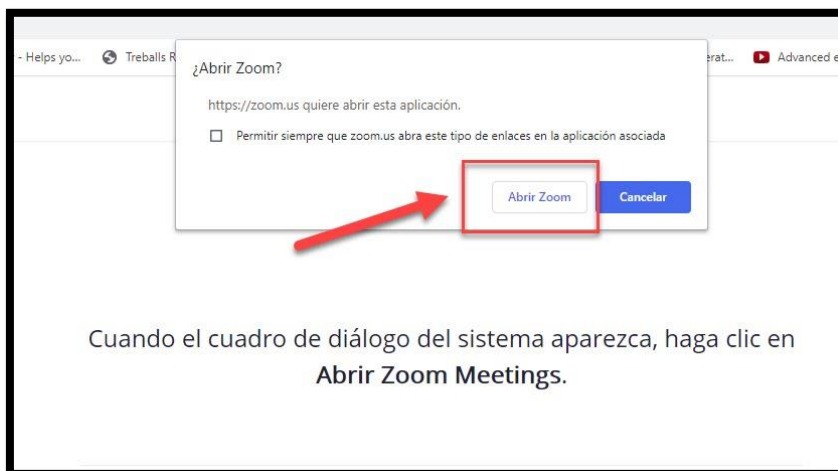 - Helps yo... Treballs R erat... Advanced e
¿Abrir Zoom?
https://zoom.us quiere abrir esta aplicación.
Permitir siempre que zoom.us abra este tipo de enlaces en la aplicación asociada
Abrir Zoom Cancelar
Cuando el cuadro de diálogo del sistema aparezca, haga clic en
Abrir Zoom Meetings.